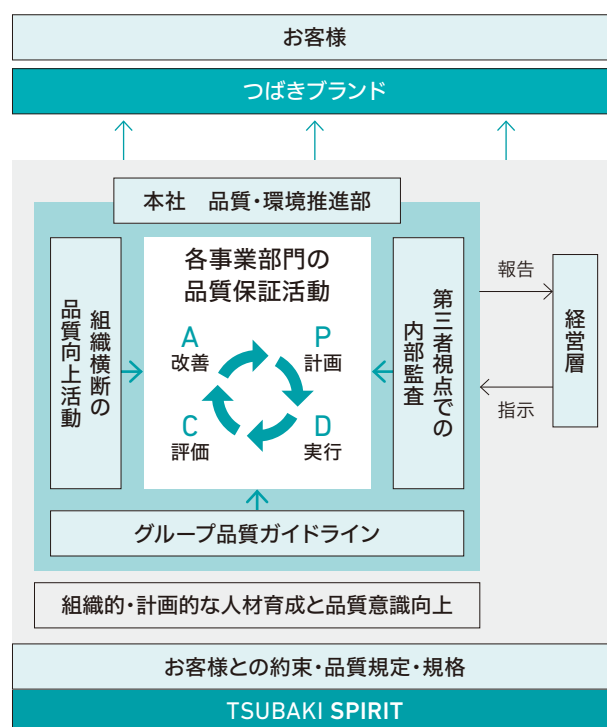 お客様
つばきブランド
本社　品質・環境推進部
組織横断の
品質向上活動
各事業部門の
品質保証活動
A
改善
P
計画
C
評価
D
実行
第三者視点での
内部監査
報告
指示
経営層
グループ品質ガイドライン
組織的・計画的な人材育成と品質意識向上
お客様との約束・品質規定・規格
TSUBAKI SPIRIT